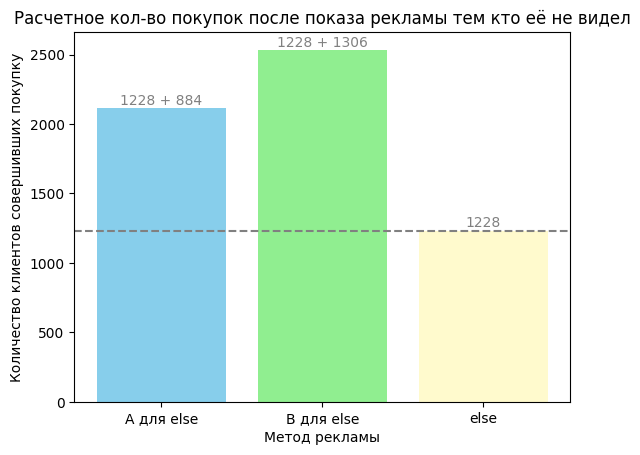 Расчетное кол-во покупок после показа рекламы тем кто её не видел
Количество клиентов совершивших покупку
2500
2000
1500
1000
500
0
1228 + 884
1228 + 1306
1228
А для else
В для else
else
Метод рекламы